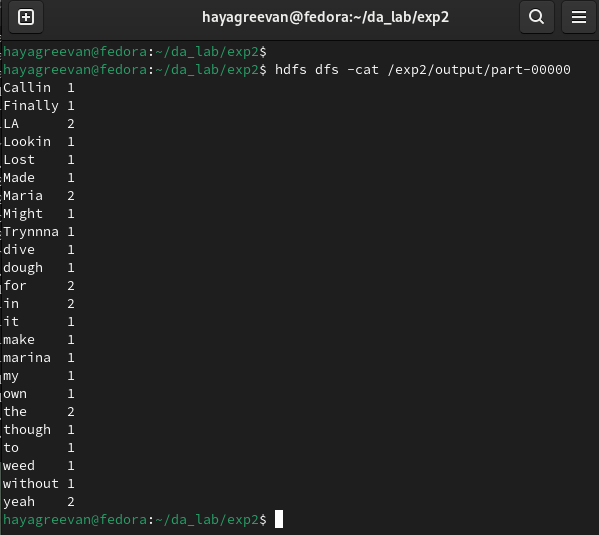 hayagreevan@fedora:~/da_lab/exp2
hayagreevan@fedora:~/da_lab/exp2$
hayagreevan@fedora:~/da_lab/exp2$ hdfs dfs -cat /exp2/output/part-00000
Callin 1
Finally 1
LA 2
Lookin 1
Lost 1
Made 1
Maria 2
Might 1
Trynnna 1
dive 1
dough 1
for 2
in 2
it 1
make 1
marina 1
my 1
own 1
the 2
though 1
to 1
weed 1
without 1
yeah 2
hayagreevan@fedora:~/da_lab/exp2$